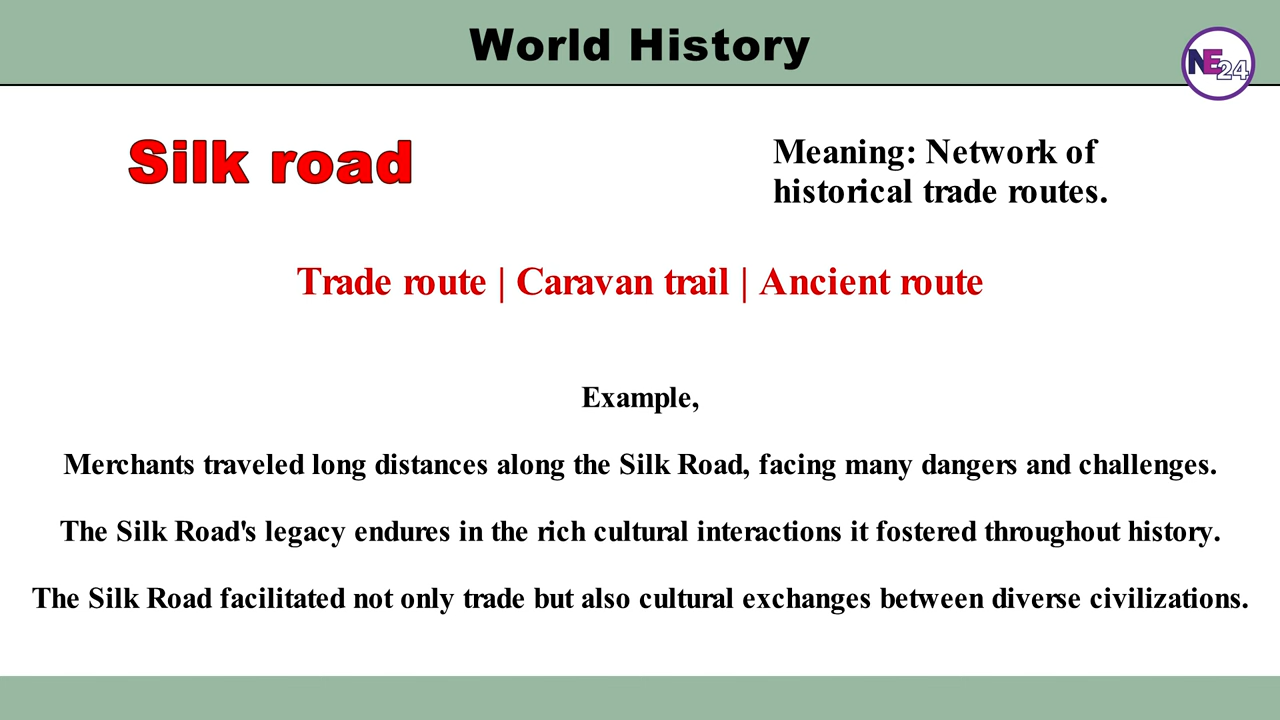 World History
NE24
Silk road
Meaning: Network of
historical trade routes.
Trade route | Caravan trail | Ancient route
Example,
Merchants traveled long distances along the Silk Road, facing many dangers and challenges.
The Silk Road's legacy endures in the rich cultural interactions it fostered throughout history.
The Silk Road facilitated not only trade but also cultural exchanges between diverse civilizations.